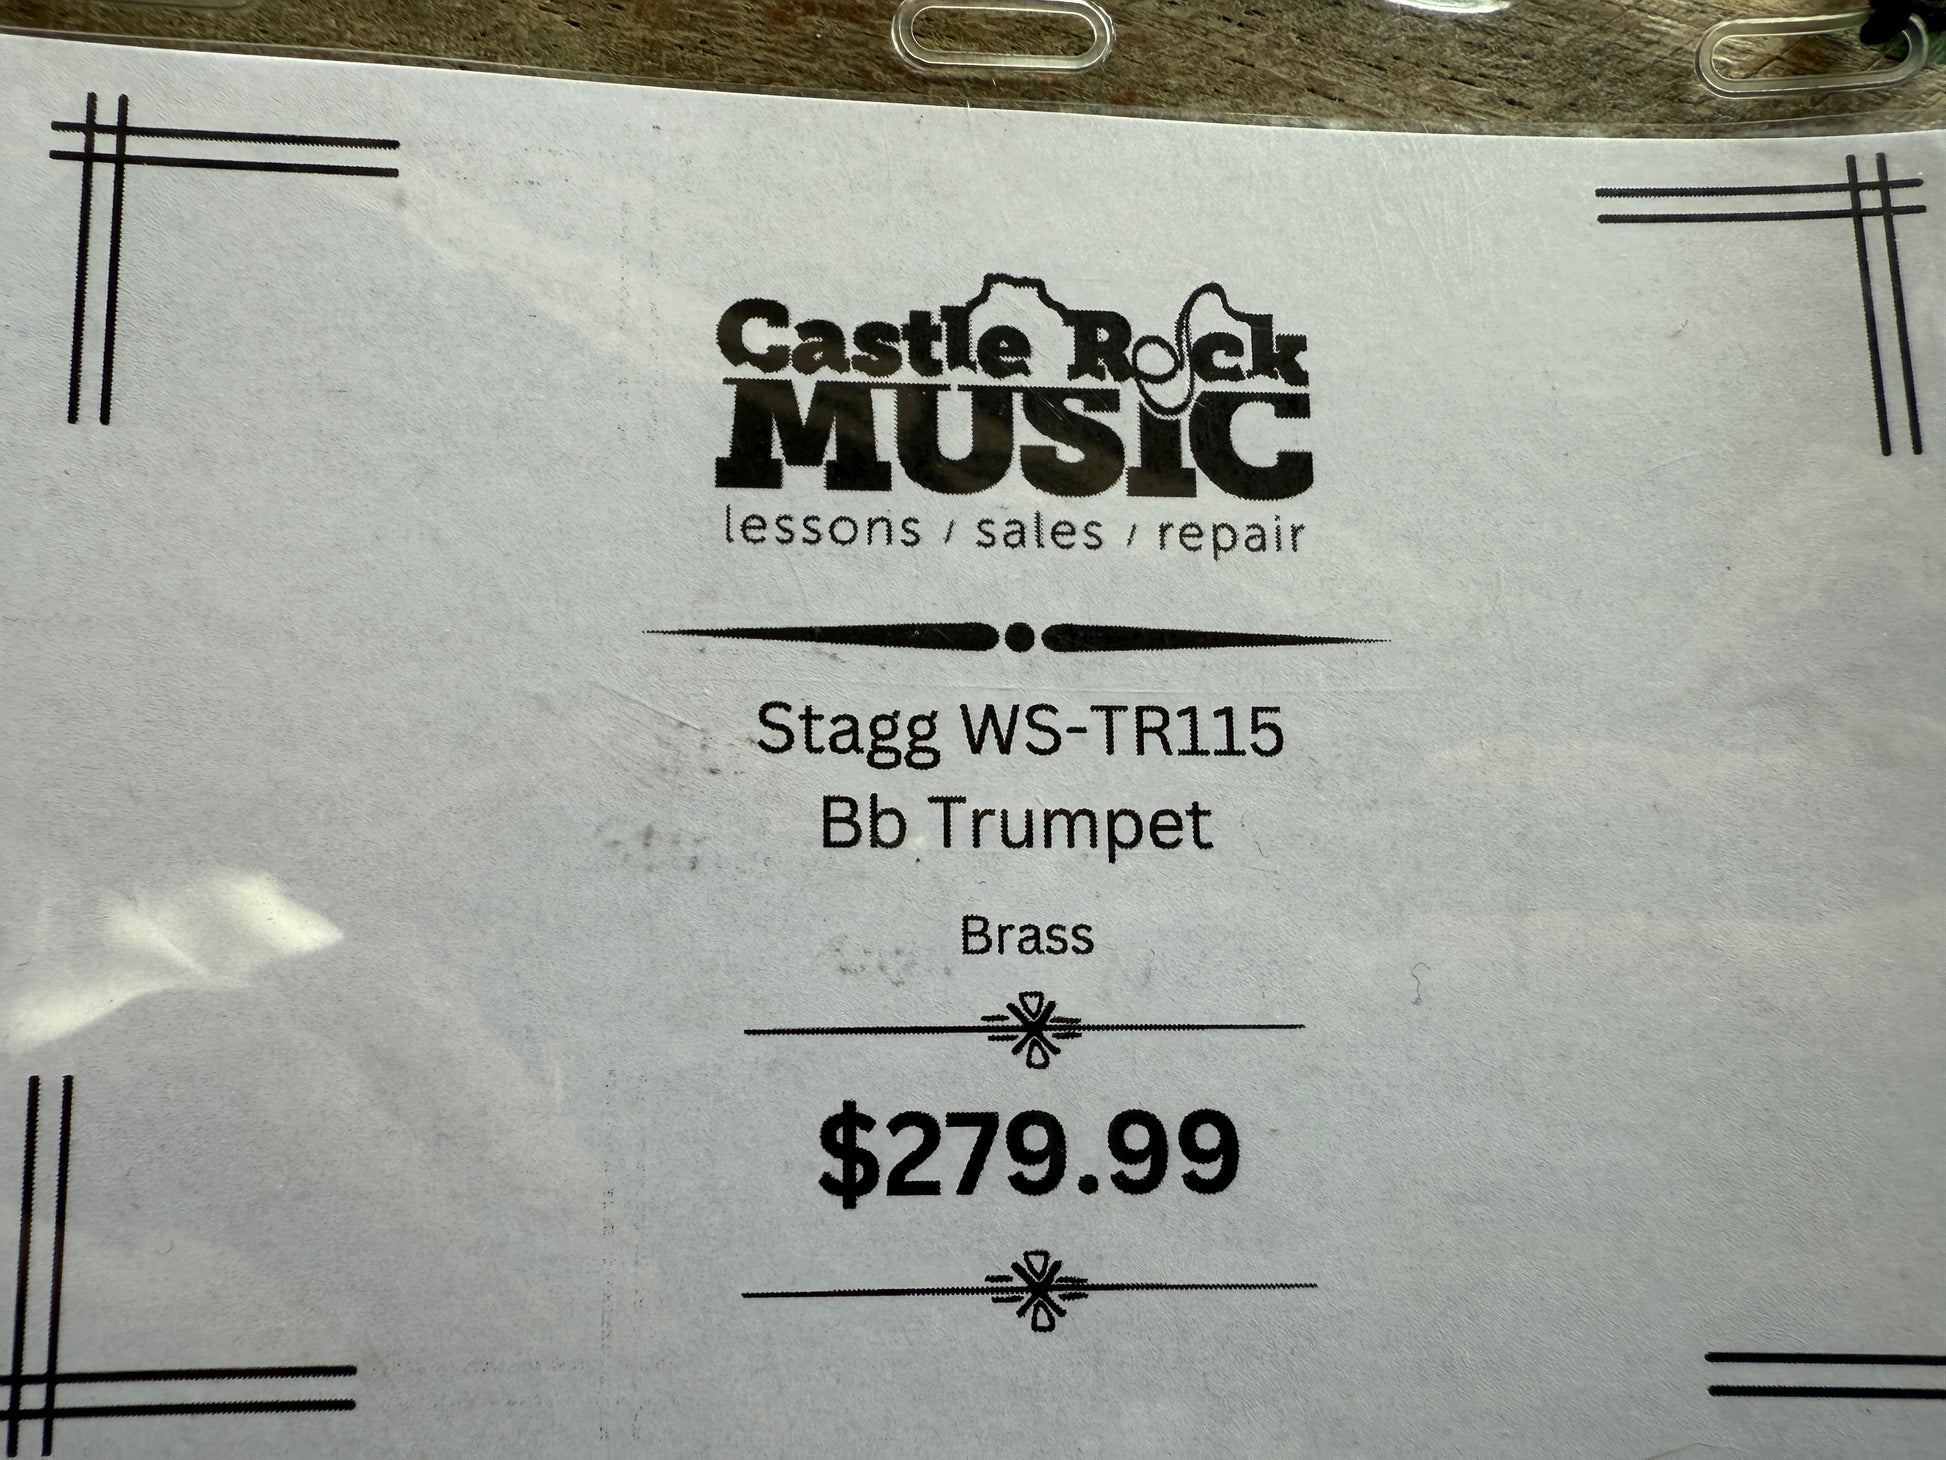 Castle Rock
MUSiC
lessons / sales / repair
Stagg WS-TR115
Bb Trumpet
Brass
$279.99